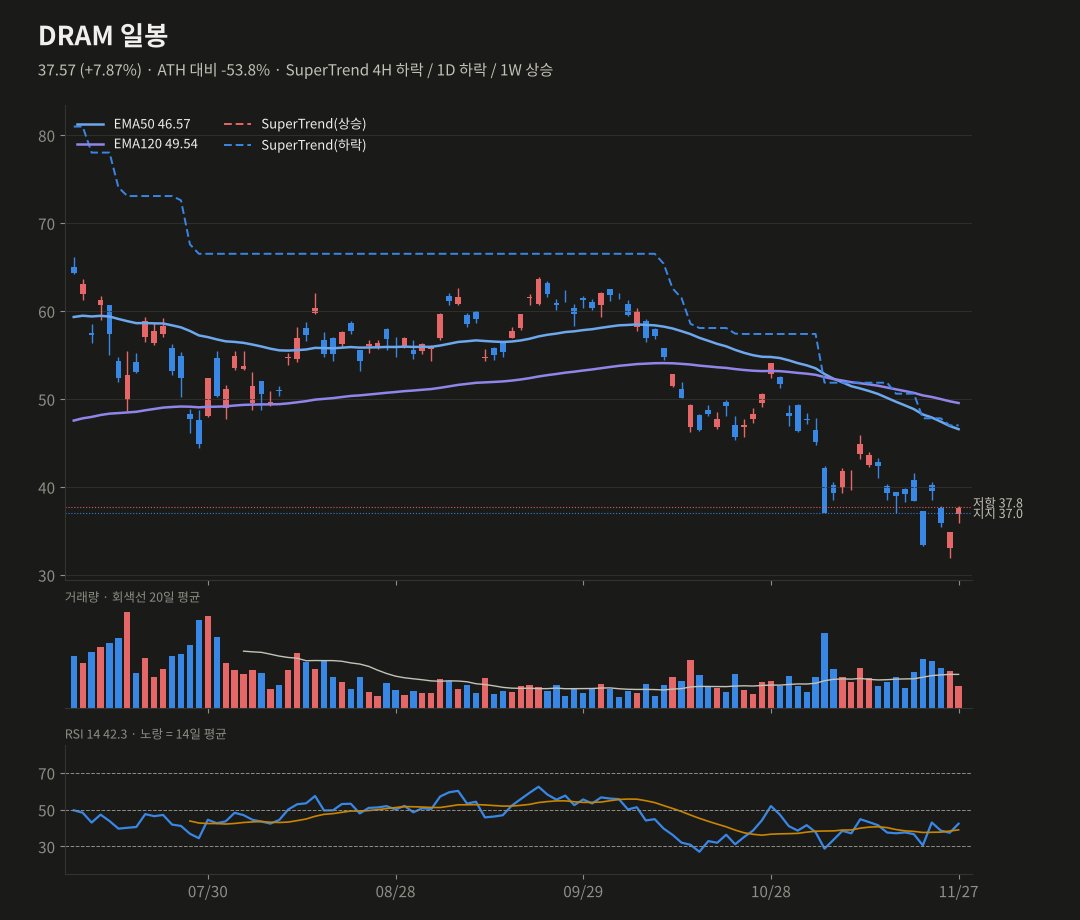 DRAM 일봉
37.57 (+7.87%) · ATH 대비 -53.8% · SuperTrend 4H 하락 / 1D 하락 / 1W 상승
EMA50 46.57
EMA120 49.54
SuperTrend(상승)
SuperTrend(하락)
80
70
60
50
40
30
저항 37.8
지지 37.0
거래량 · 회색선 20일 평균
RSI 14 42.3 · 노랑 = 14일 평균
70
50
30
07/30
08/28
09/29
10/28
11/27